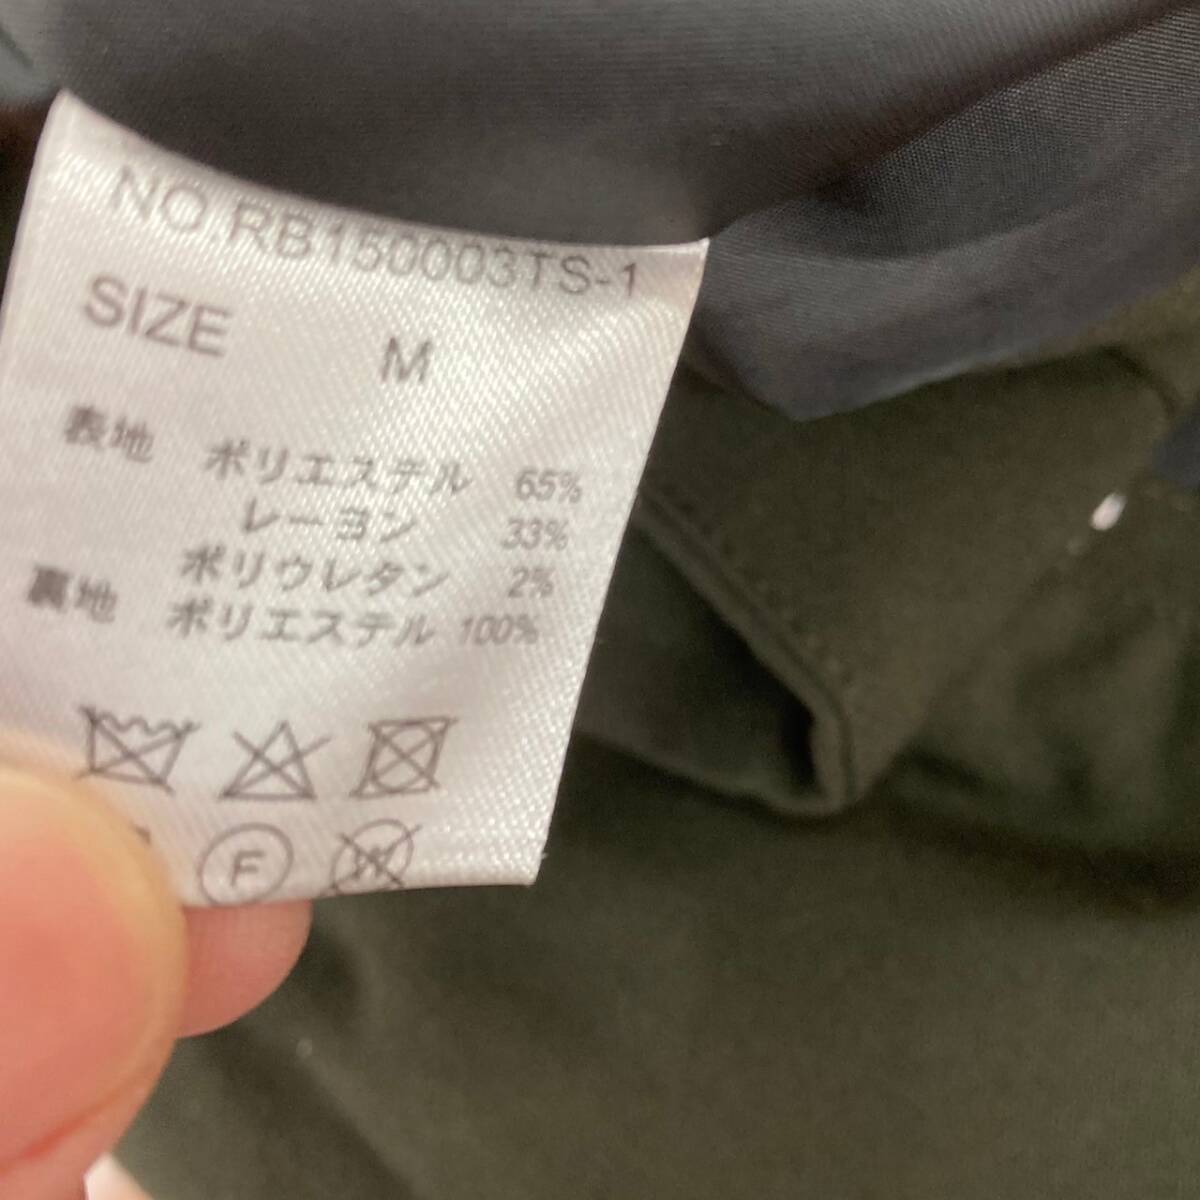 NO.RB150003TS-1
SIZE M
表地 ポリエステル 65%
レーヨン 33%
ポリウレタン 2%
裏地 ポリエステル 100%
F W